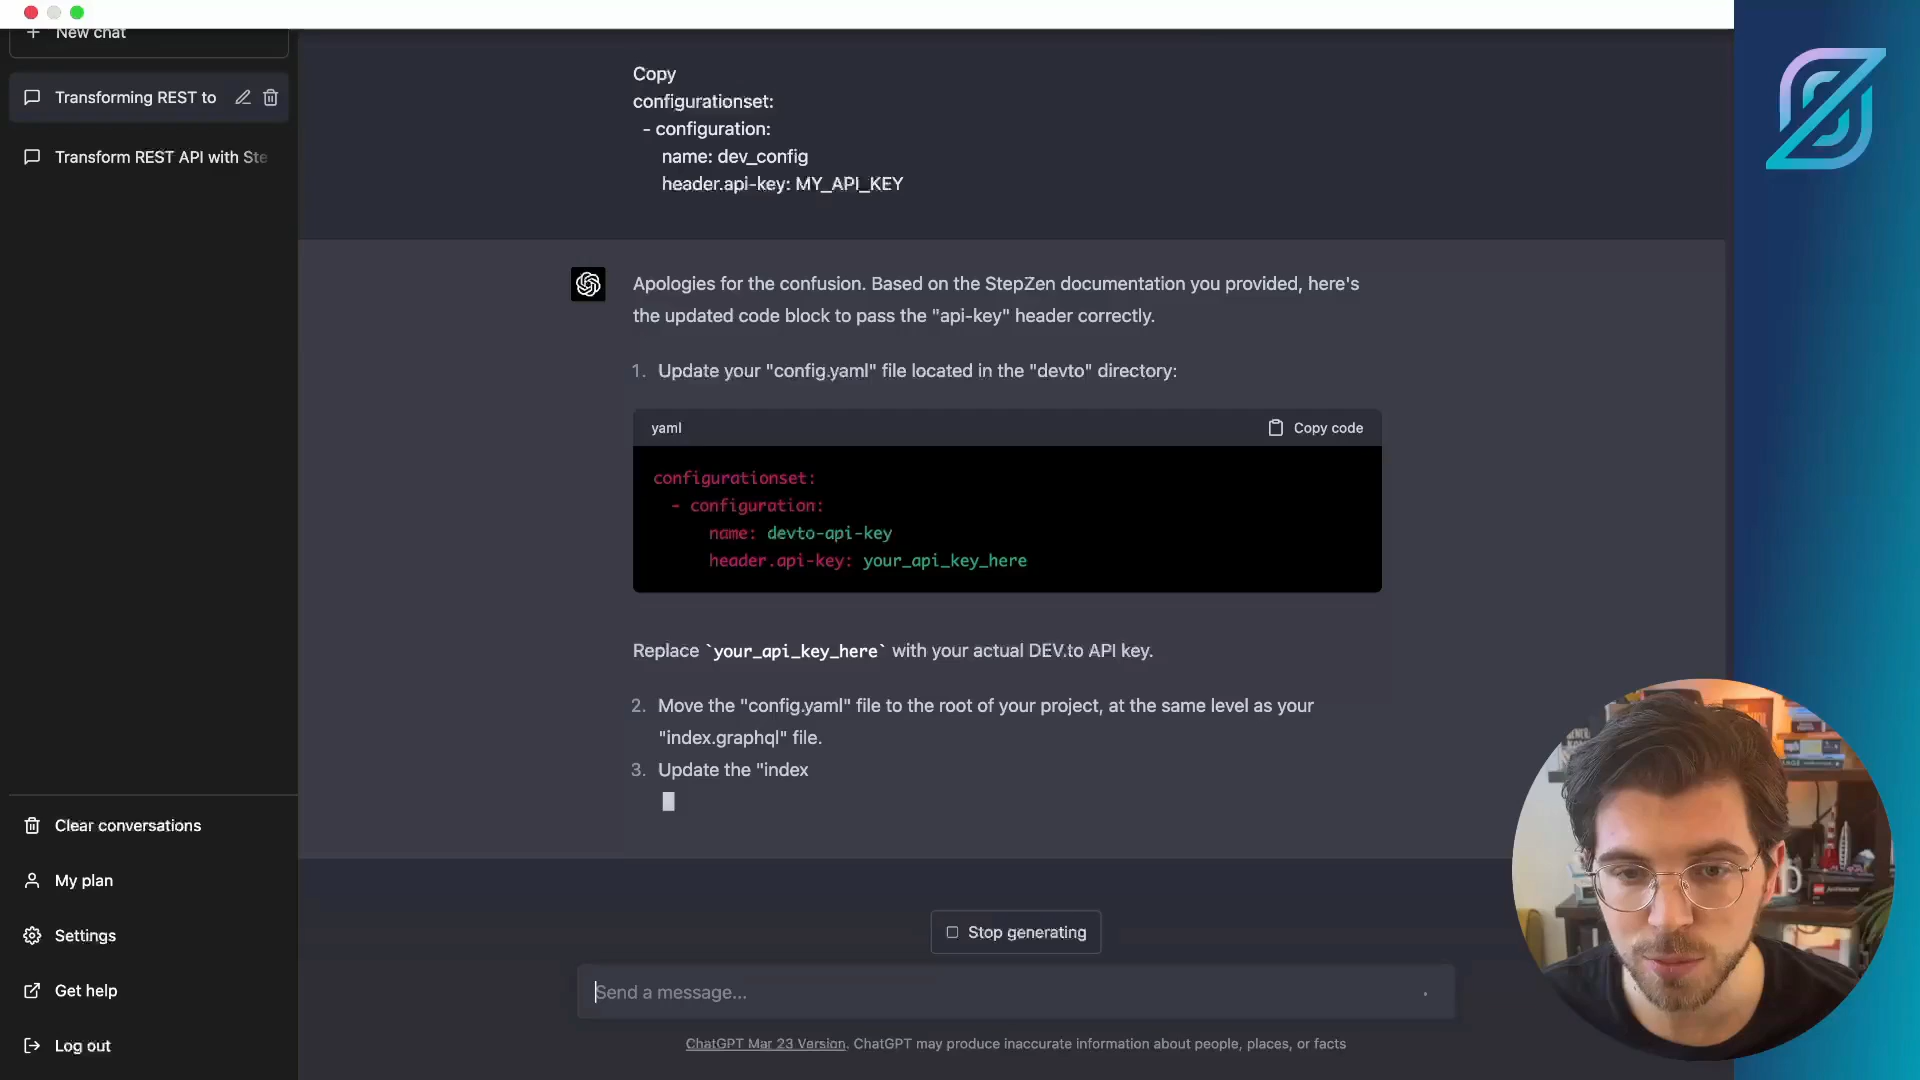 New chat
Transforming REST to
Transform REST API with Ste
Clear conversations
My plan
Settings
Get help
Log out
Copy
configurationset:
- configuration:
name: dev_config
header.api-key: MY_API_KEY
Apologies for the confusion. Based on the StepZen documentation you provided, here's
the updated code block to pass the "api-key" header correctly.
1. Update your "config.yaml" file located in the "devto" directory:
yaml
Copy code
configurationset:
- configuration:
name: devto-api-key
header.api-key: your_api_key_here
Replace `your_api_key_here` with your actual DEV.to API key.
2. Move the "config.yaml" file to the root of your project, at the same level as your
"index.graphql" file.
3. Update the "index
Stop generating
Send a message...
ChatGPT Mar 23 Version. ChatGPT may produce inaccurate information about people, places, or facts